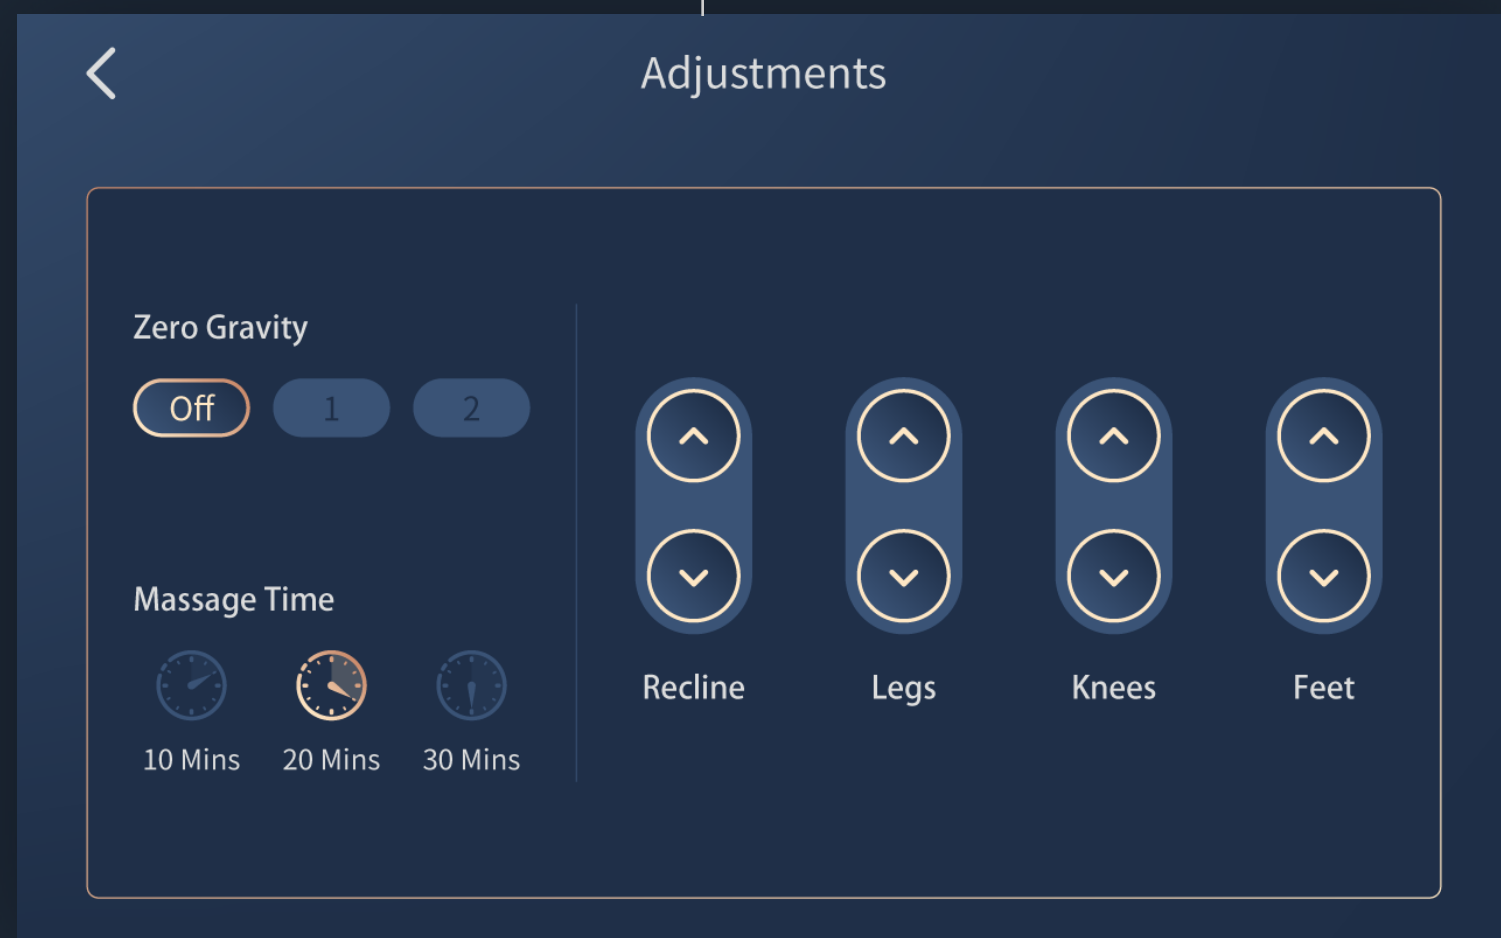 Adjustments
Zero Gravity
Off 1 2
Massage Time
10 Mins 20 Mins 30 Mins
Recline Legs Knees Feet